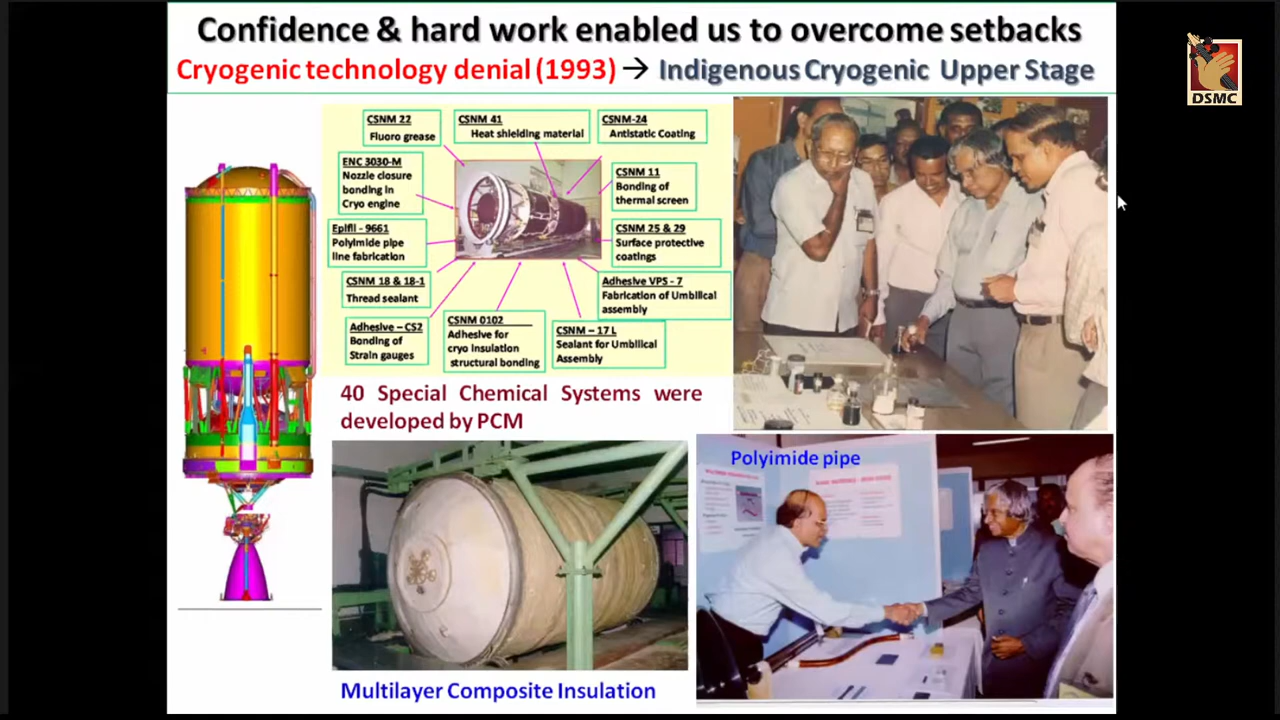 Confidence & hard work enabled us to overcome setbacks
Cryogenic technology denial (1993) → Indigenous Cryogenic Upper Stage
DSMC
CSNM 22
Fluoro grease
CSNM 41
Heat shielding material
CSNM-24
Antistatic Coating
ENC 3030-M
Nozzle closure
bonding in
Cryo engine
CSNM 11
Bonding of
thermal screen
Epifil - 9661
Polyimide pipe
line fabrication
CSNM 25 & 29
Surface protective
coatings
CSNM 18 & 18-1
Thread sealant
Adhesive VPS - 7
Fabrication of Umbilical
assembly
Adhesive – CS2
Bonding of
Strain gauges
CSNM 0102
Adhesive for
cryo insulation
structural bonding
CSNM – 17 L
Sealant for Umbilical
Assembly
40 Special Chemical Systems were
developed by PCM
Polyimide pipe
Multilayer Composite Insulation